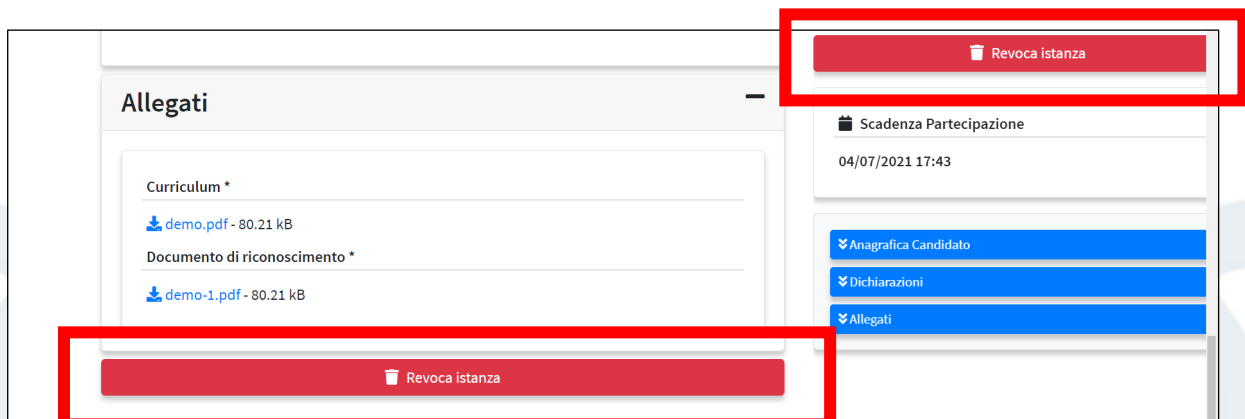 Allegati
Curriculum *
demo.pdf - 80.21 kB
Documento di riconoscimento *
demo-1.pdf - 80.21 kB
Revoca istanza
Revoca istanza
Scadenza Partecipazione
04/07/2021 17:43
Anagrafica Candidato
Dichiarazioni
Allegati